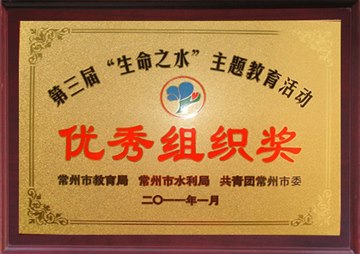 第三届“生命之水”主题教育活动
优秀组织奖
常州市教育局 常州市水利局 共青团常州市委
二〇一一年一月